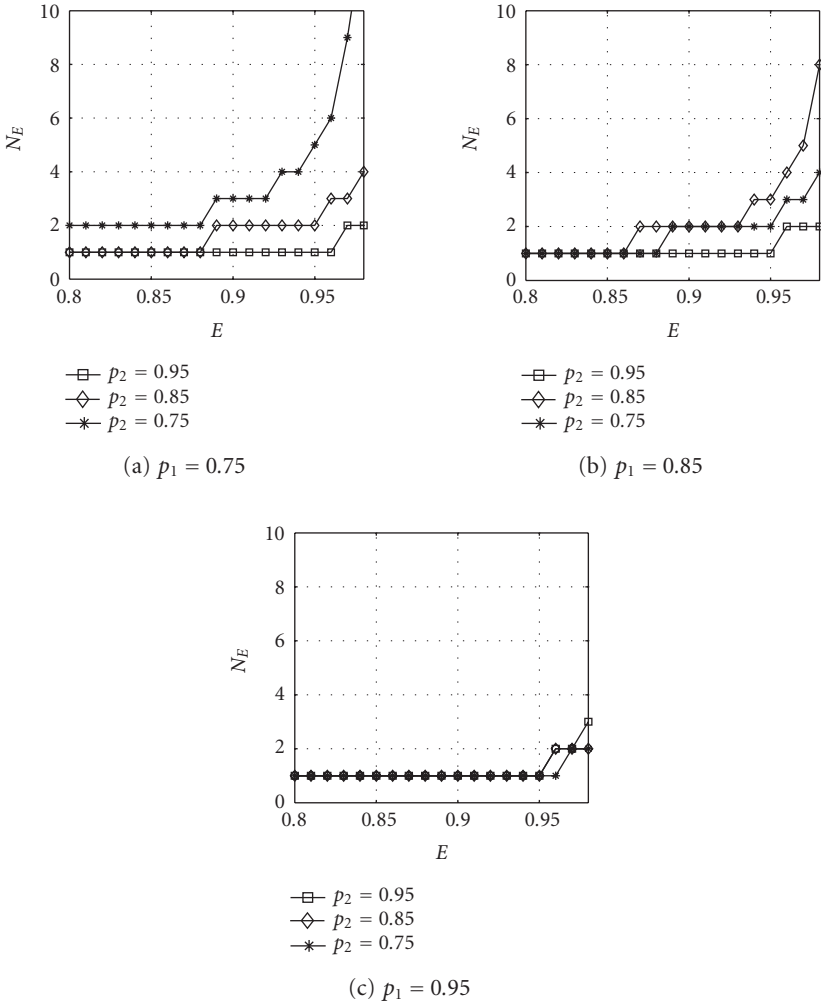 10
8
6
4
2
0
N_E
0.8 0.85 0.9 0.95
E
p_2 = 0.95
p_2 = 0.85
p_2 = 0.75
(a) p_1 = 0.75
10
8
6
4
2
0
N_E
0.8 0.85 0.9 0.95
E
p_2 = 0.95
p_2 = 0.85
p_2 = 0.75
(b) p_1 = 0.85
10
8
6
4
2
0
N_E
0.8 0.85 0.9 0.95
E
p_2 = 0.95
p_2 = 0.85
p_2 = 0.75
(c) p_1 = 0.95